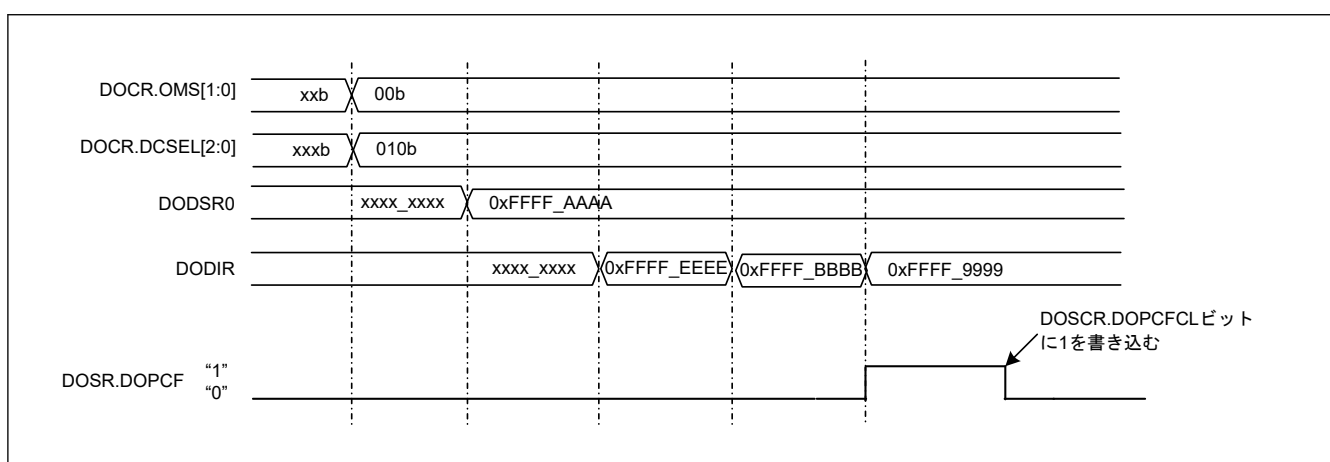 DOCR.OMS[1:0] xxb 00b
DOCR.DCSEL[2:0] xxxb 010b
DODSR0 xxxx_xxxx 0xFFFF_AAAA
DODIR xxxx_xxxx 0xFFFF_EEEE 0xFFFF_BBBB 0xFFFF_9999
DOSCR.DOPCFCLビット
に1を書き込む
DOSR.DOPCF “1”
“0”